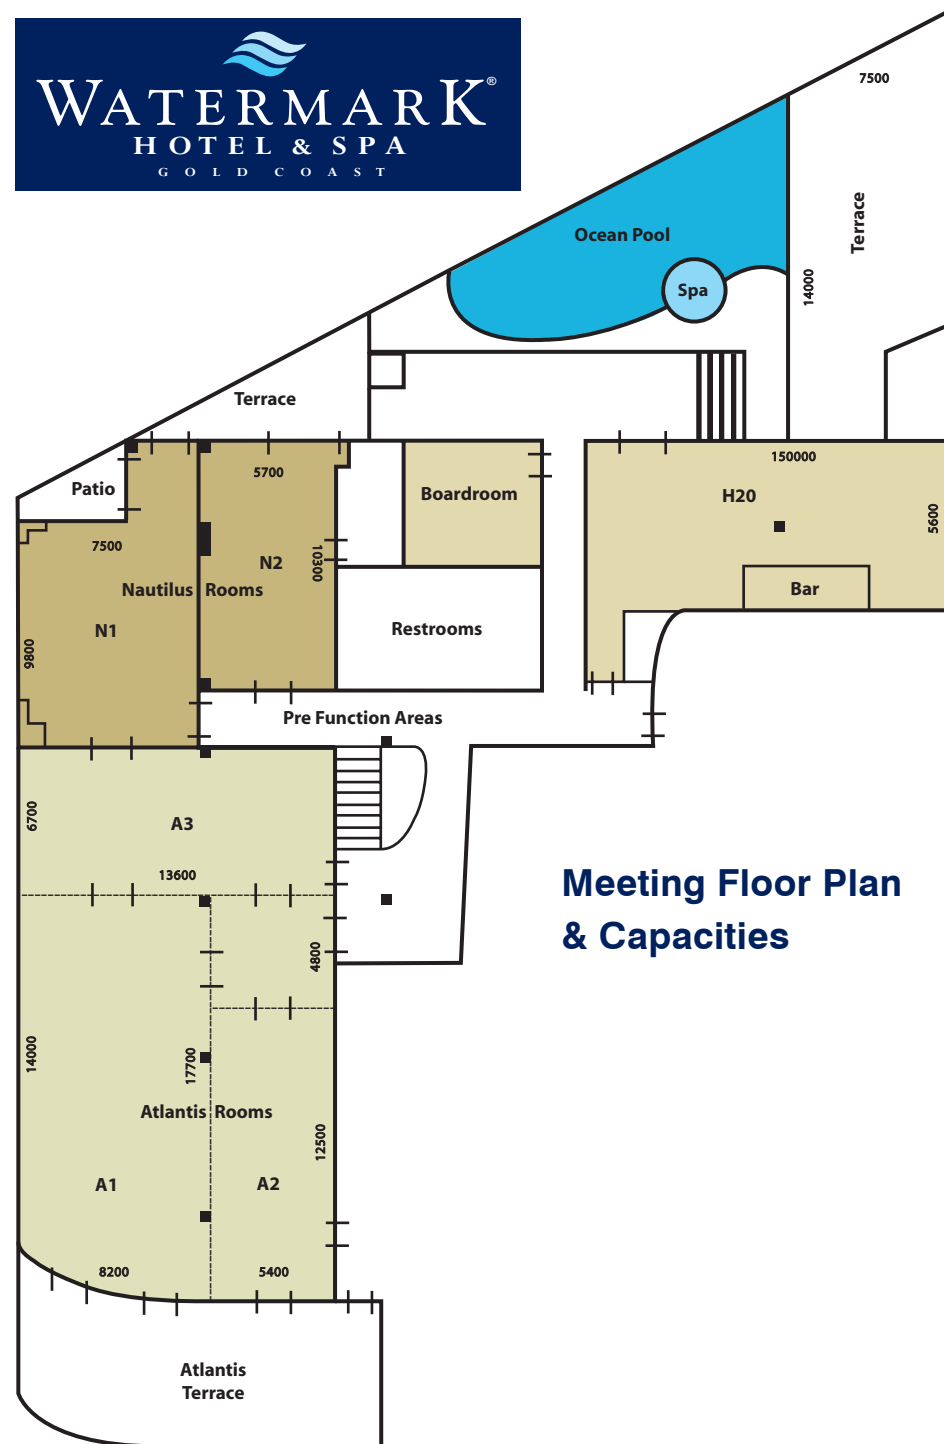 WATERMARK®
HOTEL & SPA
GOLD COAST
7500
Terrace
Ocean Pool
Spa
14000
Terrace
5700
150000
Patio
Boardroom
H20
5600
7500
N2
10300
Nautilus Rooms
Bar
N1
Restrooms
9800
Pre Function Areas
6700
A3
13600
Meeting Floor Plan
& Capacities
4800
14000
17700
Atlantis Rooms
12500
A1
A2
8200
5400
Atlantis
Terrace